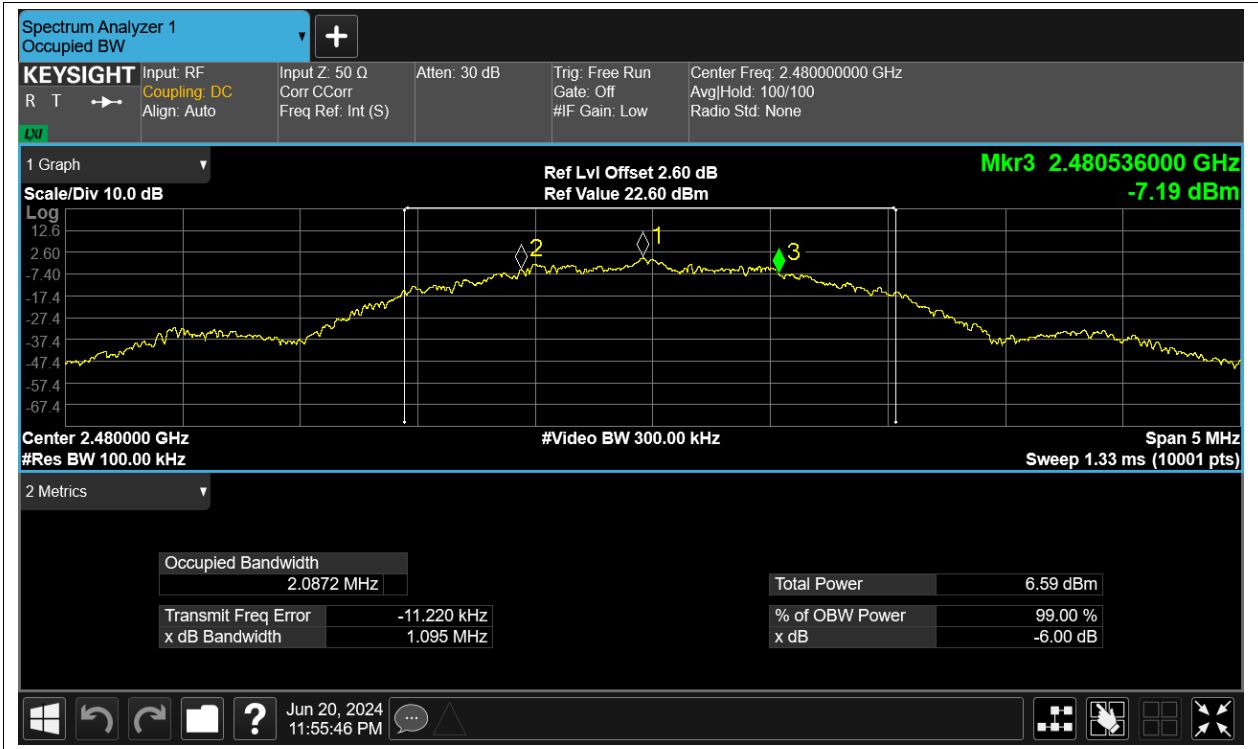 Spectrum Analyzer 1
Occupied BW
KEYSIGHT
R T
LXI
Input: RF
Coupling: DC
Align: Auto
Input Z: 50 Ω
Corr CCorr
Freq Ref: Int (S)
Atten: 30 dB
Trig: Free Run
Gate: Off
#IF Gain: Low
Center Freq: 2.480000000 GHz
Avg|Hold: 100/100
Radio Std: None
1 Graph
Scale/Div 10.0 dB
Ref Lvl Offset 2.60 dB
Ref Value 22.60 dBm
Mkr3 2.480536000 GHz
-7.19 dBm
Log
12.6
2.60
-7.40
-17.4
-27.4
-37.4
-47.4
-57.4
-67.4
2
1
3
Center 2.480000 GHz
#Res BW 100.00 kHz
#Video BW 300.00 kHz
Span 5 MHz
Sweep 1.33 ms (10001 pts)
2 Metrics
Occupied Bandwidth
2.0872 MHz
Transmit Freq Error -11.220 kHz
x dB Bandwidth 1.095 MHz
Total Power 6.59 dBm
% of OBW Power 99.00 %
x dB -6.00 dB
?
Jun 20, 2024
11:55:46 PM